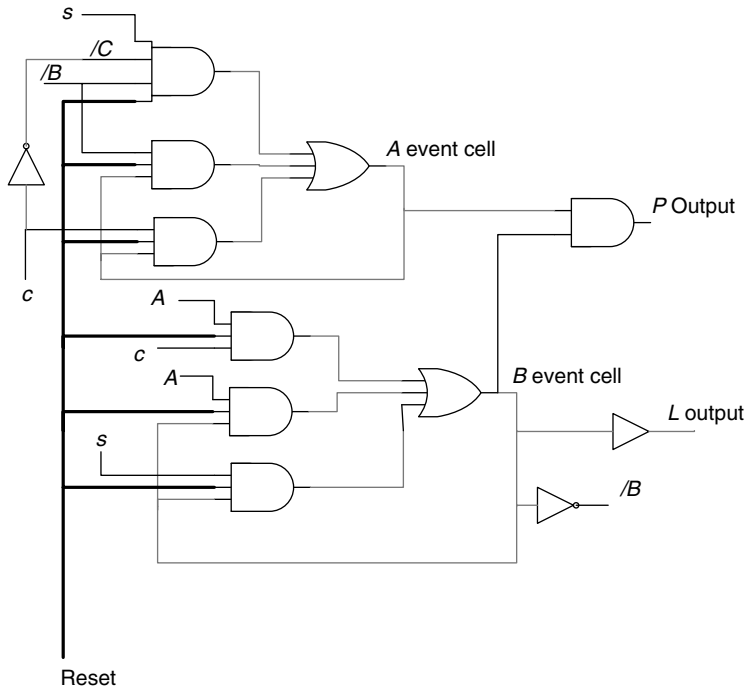 s
/C
/B
A event cell
P Output
c
A
c
A
B event cell
L output
s
/B
Reset